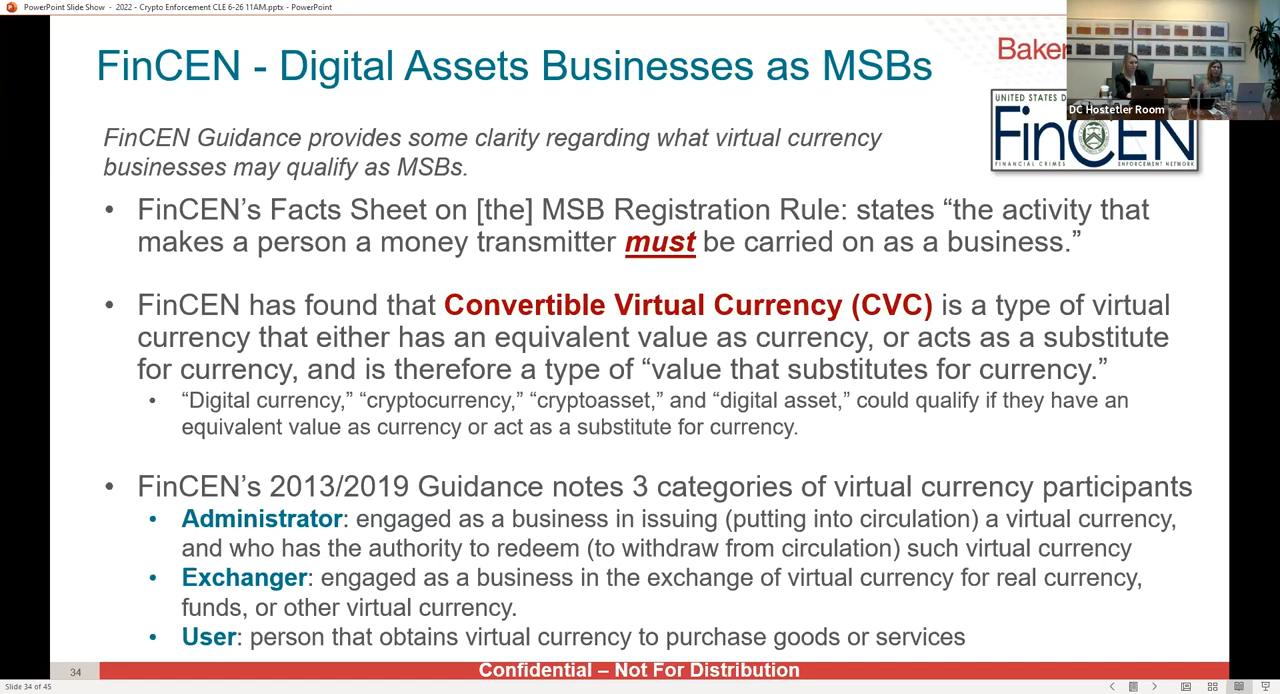 PowerPoint Slide Show - 2022 - Crypto Enforcement CLE 6-26 11AM.pptx - PowerPoint
FinCEN - Digital Assets Businesses as MSBs
Baker
DC Hostetler Room
UNITED STATES D
FinCEN
FINANCIAL CRIMES ENFORCEMENT NETWORK
FinCEN Guidance provides some clarity regarding what virtual currency
businesses may qualify as MSBs.
• FinCEN’s Facts Sheet on [the] MSB Registration Rule: states “the activity that
makes a person a money transmitter must be carried on as a business.”
• FinCEN has found that Convertible Virtual Currency (CVC) is a type of virtual
currency that either has an equivalent value as currency, or acts as a substitute
for currency, and is therefore a type of “value that substitutes for currency.”
• “Digital currency,” “cryptocurrency,” “cryptoasset,” and “digital asset,” could qualify if they have an
equivalent value as currency or act as a substitute for currency.
• FinCEN’s 2013/2019 Guidance notes 3 categories of virtual currency participants
• Administrator: engaged as a business in issuing (putting into circulation) a virtual currency,
and who has the authority to redeem (to withdraw from circulation) such virtual currency
• Exchanger: engaged as a business in the exchange of virtual currency for real currency,
funds, or other virtual currency.
• User: person that obtains virtual currency to purchase goods or services
34
Confidential – Not For Distribution
Slide 34 of 45